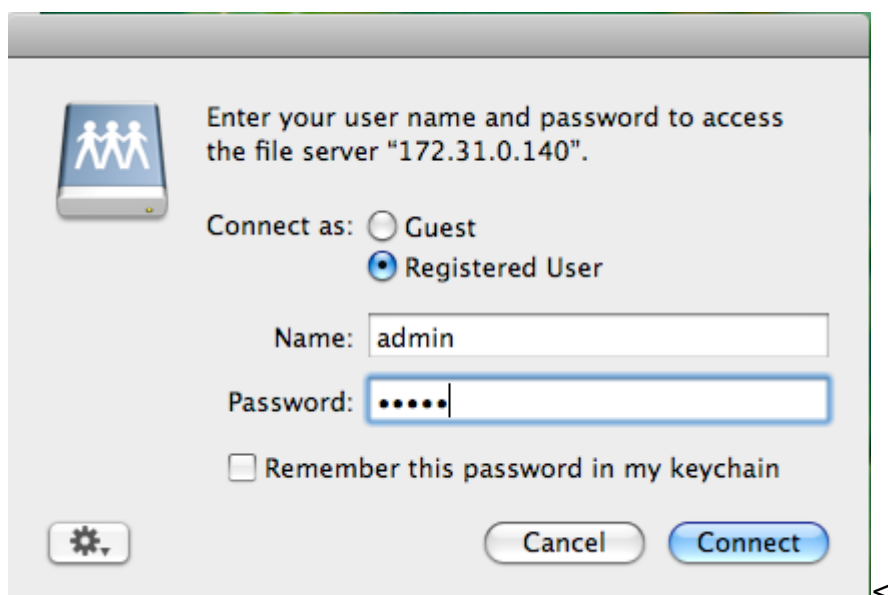 Enter your user name and password to access
the file server “172.31.0.140”.
Connect as: Guest
Registered User
Name: admin
Password: •••••
Remember this password in my keychain
Cancel Connect
<